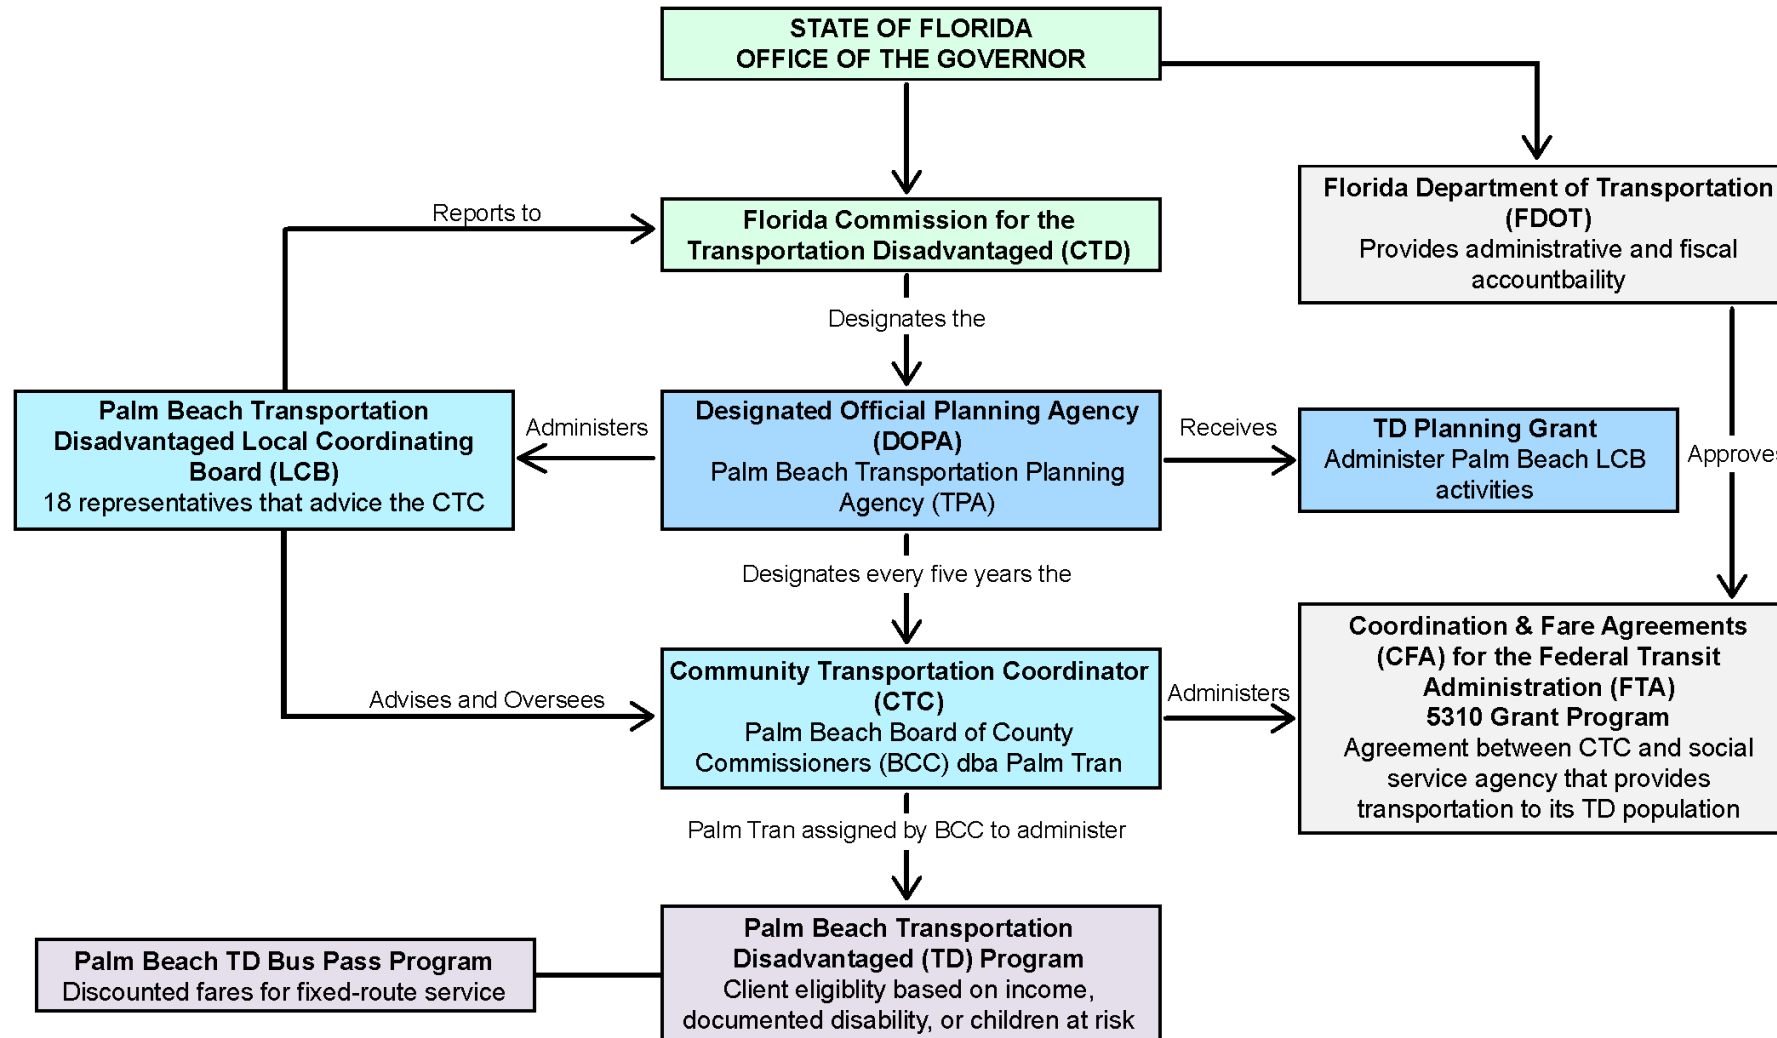 STATE OF FLORIDA
OFFICE OF THE GOVERNOR
Florida Department of Transportation
(FDOT)
Provides administrative and fiscal
accountbaility
Reports to
Florida Commission for the
Transportation Disadvantaged (CTD)
Designates the
Palm Beach Transportation
Disadvantaged Local Coordinating
Board (LCB)
18 representatives that advice the CTC
Administers
Designated Official Planning Agency
(DOPA)
Palm Beach Transportation Planning
Agency (TPA)
Receives
TD Planning Grant
Administer Palm Beach LCB
activities
Approves
Designates every five years the
Advises and Oversees
Community Transportation Coordinator
(CTC)
Palm Beach Board of County
Commissioners (BCC) dba Palm Tran
Administers
Coordination & Fare Agreements
(CFA) for the Federal Transit
Administration (FTA)
5310 Grant Program
Agreement between CTC and social
service agency that provides
transportation to its TD population
Palm Tran assigned by BCC to administer
Palm Beach TD Bus Pass Program
Discounted fares for fixed-route service
Palm Beach Transportation
Disadvantaged (TD) Program
Client eligiblity based on income,
documented disability, or children at risk